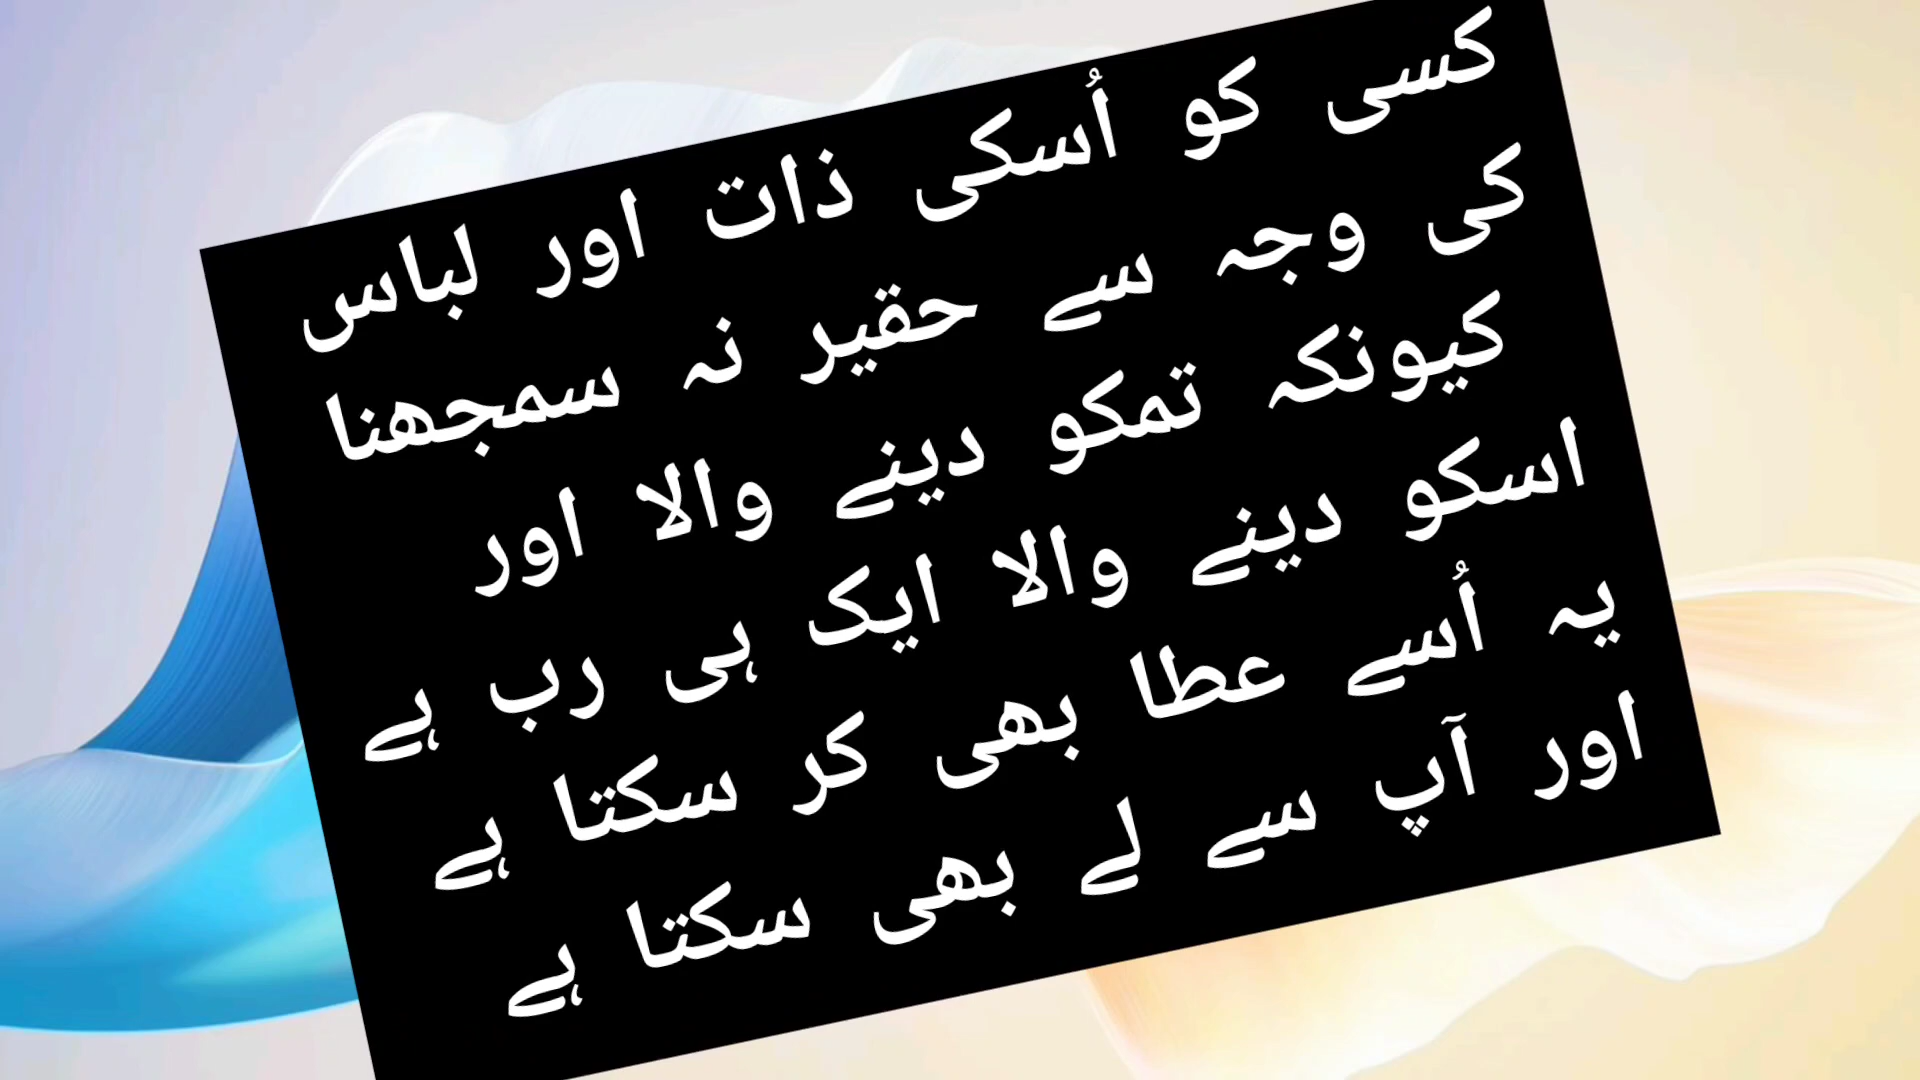 کسی کو اُسکی ذات اور لباس
کی وجہ سے حقیر نہ سمجھنا
کیونکہ تمکو دینے والا اور
اسکو دینے والا ایک ہی رب ہے
یہ اُسے عطا بھی کر سکتا ہے
اور آپ سے لے بھی سکتا ہے